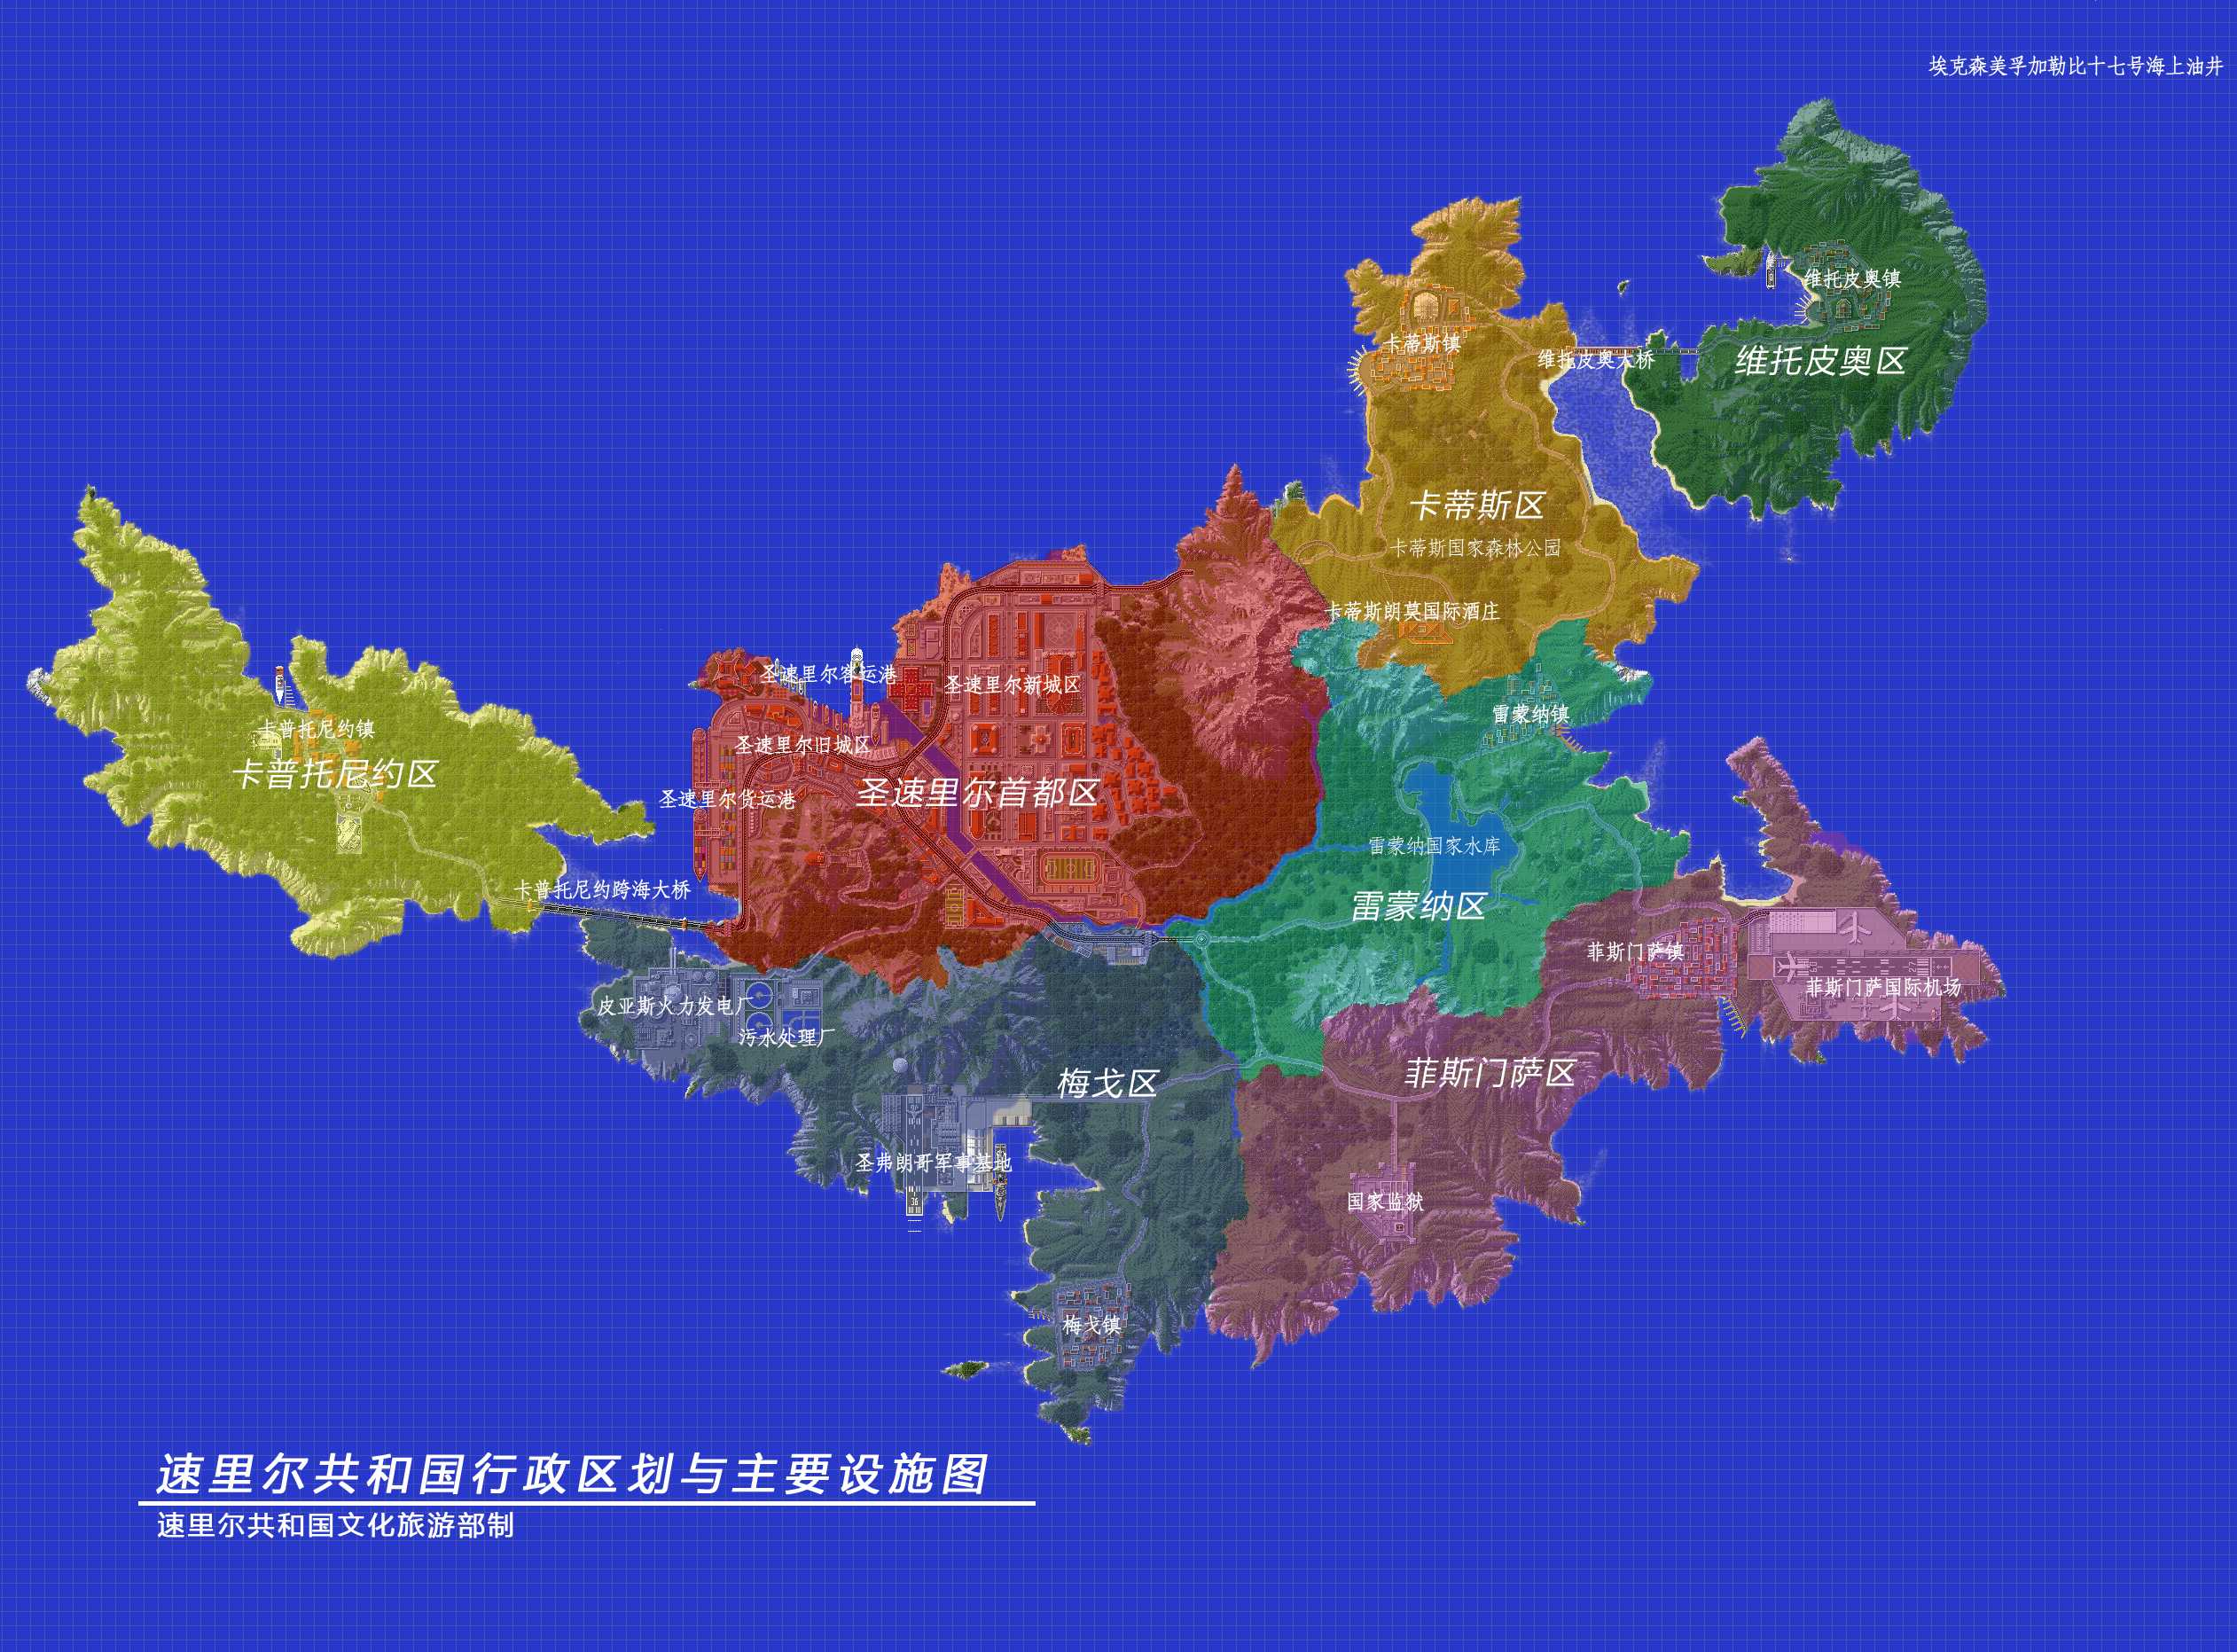 埃克森美孚加勒比十七号海上油井
维托皮奥镇
卡蒂斯镇
维托皮奥大桥
维托皮奥区
卡蒂斯区
卡蒂斯国家森林公园
卡蒂斯朗莫国际酒庄
圣速里尔客运港
圣速里尔新城区
雷蒙纳镇
卡普托尼约镇
圣速里尔旧城区
卡普托尼约区
圣速里尔首都区
圣速里尔货运港
雷蒙纳国家水库
卡普托尼约跨海大桥
雷蒙纳区
菲斯门萨镇
09
27
菲斯门萨国际机场
皮亚斯火力发电厂
污水处理厂
菲斯门萨区
梅戈区
圣弗朗哥军事基地
36
国家监狱
梅戈镇
速里尔共和国行政区划与主要设施图
速里尔共和国文化旅游部制